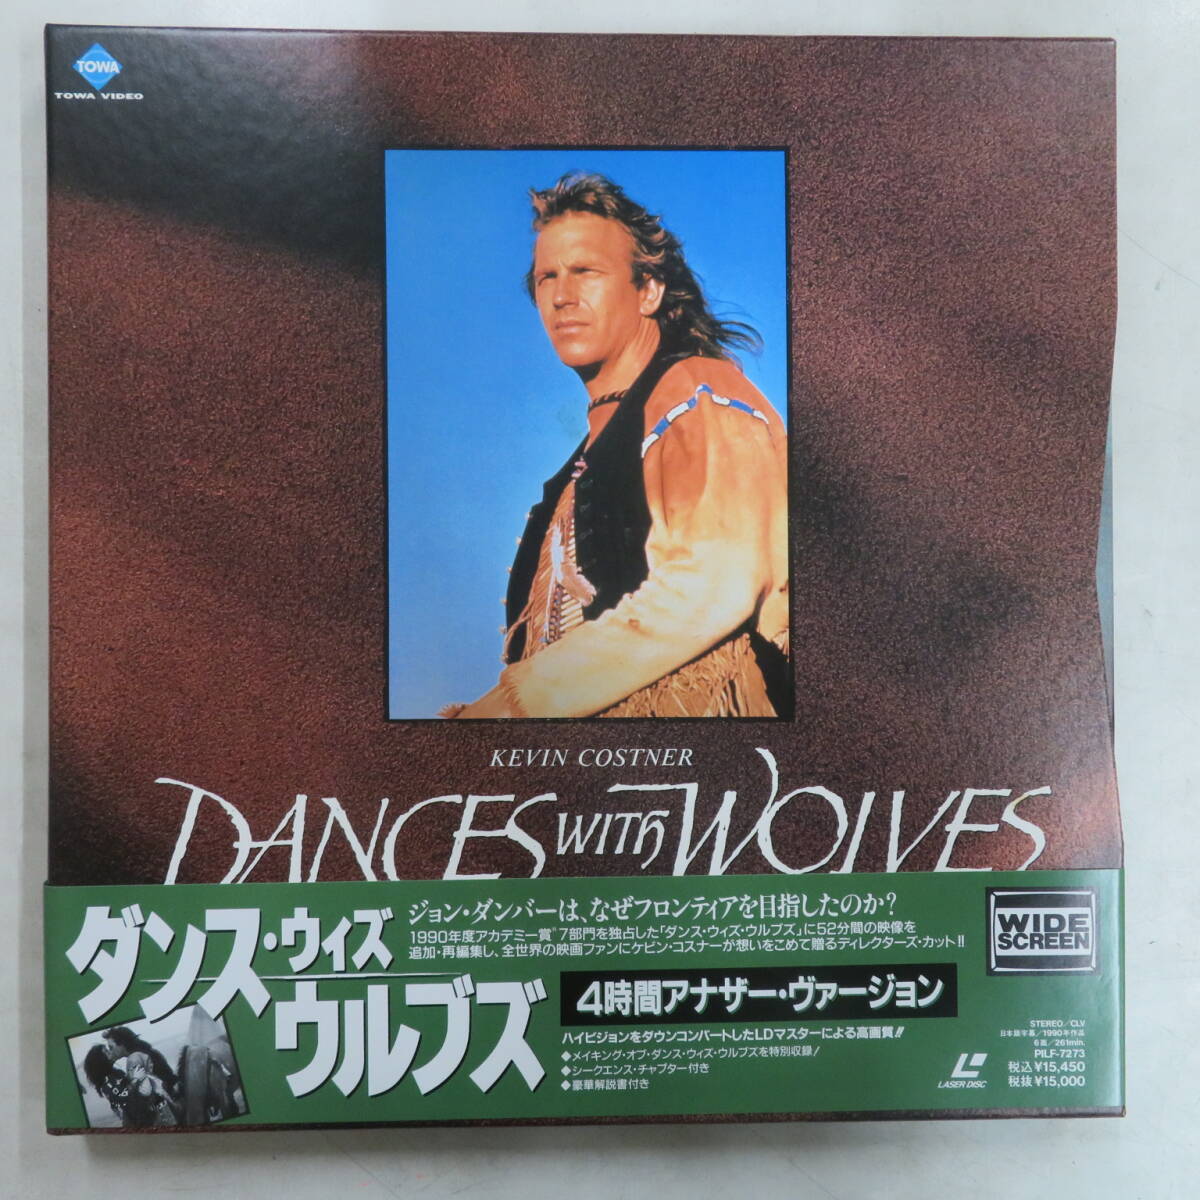 TOWA
TOWA VIDEO
KEVIN COSTNER
DANCES WITH WOLVES
ダンス・ウィズ
ウルブズ
ジョン・ダンバーは、なぜフロンティアを目指したのか?
1990年度アカデミー賞®7部門を独占した「ダンス・ウィズ・ウルブズ」に52分間の映像を
追加・再編集し、全世界の映画ファンにケビン・コスナーが想いをこめて贈るディレクターズ・カット!!
4時間アナザー・ヴァージョン
ハイビジョンをダウンコンバートしたLDマスターによる高画質!!
◆メイキング・オブ・ダンス・ウィズ・ウルブズを特別収録!
◆シークエンス・チャプター付き
◆豪華解説書付き
WIDE
SCREEN
LASER DISC
STEREO/CLV
日本語字幕/1990年作品
6面/261min.
PILF-7273
税込¥15,450
税抜¥15,000